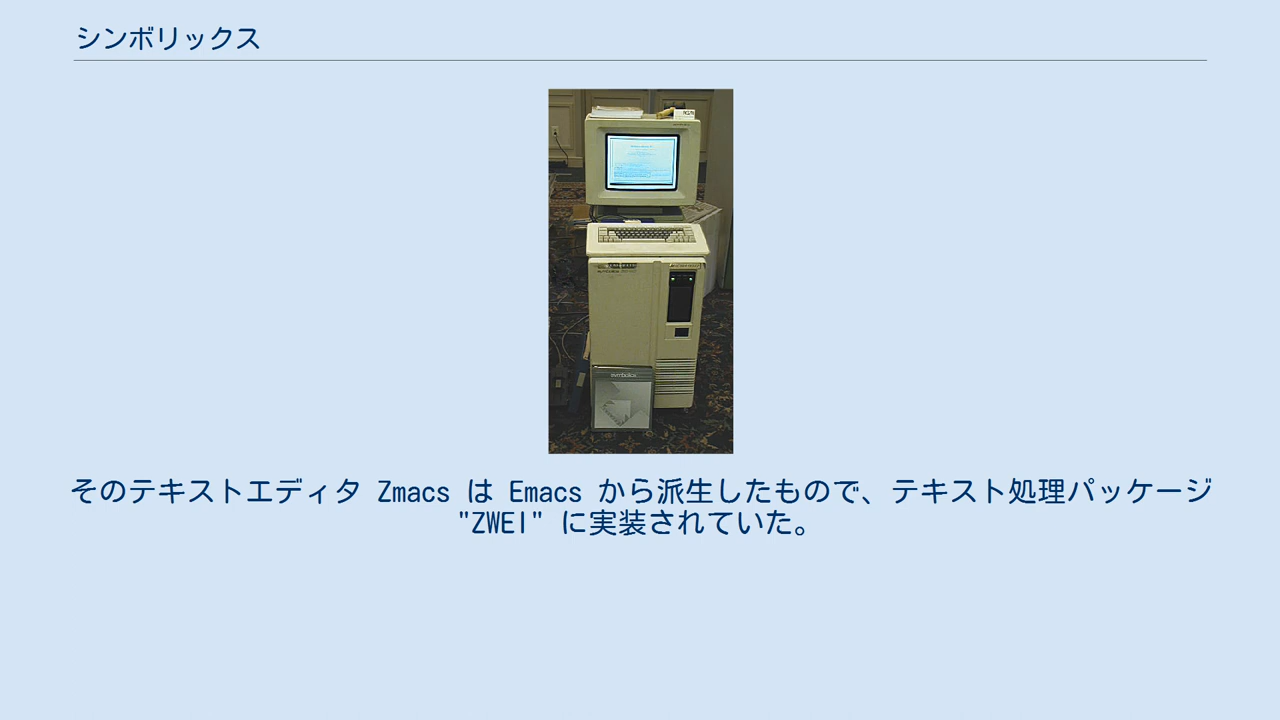 シンボリックス
symbolics
そのテキストエディタ Zmacs は Emacs から派生したもので、テキスト処理パッケージ
"ZWEI" に実装されていた。